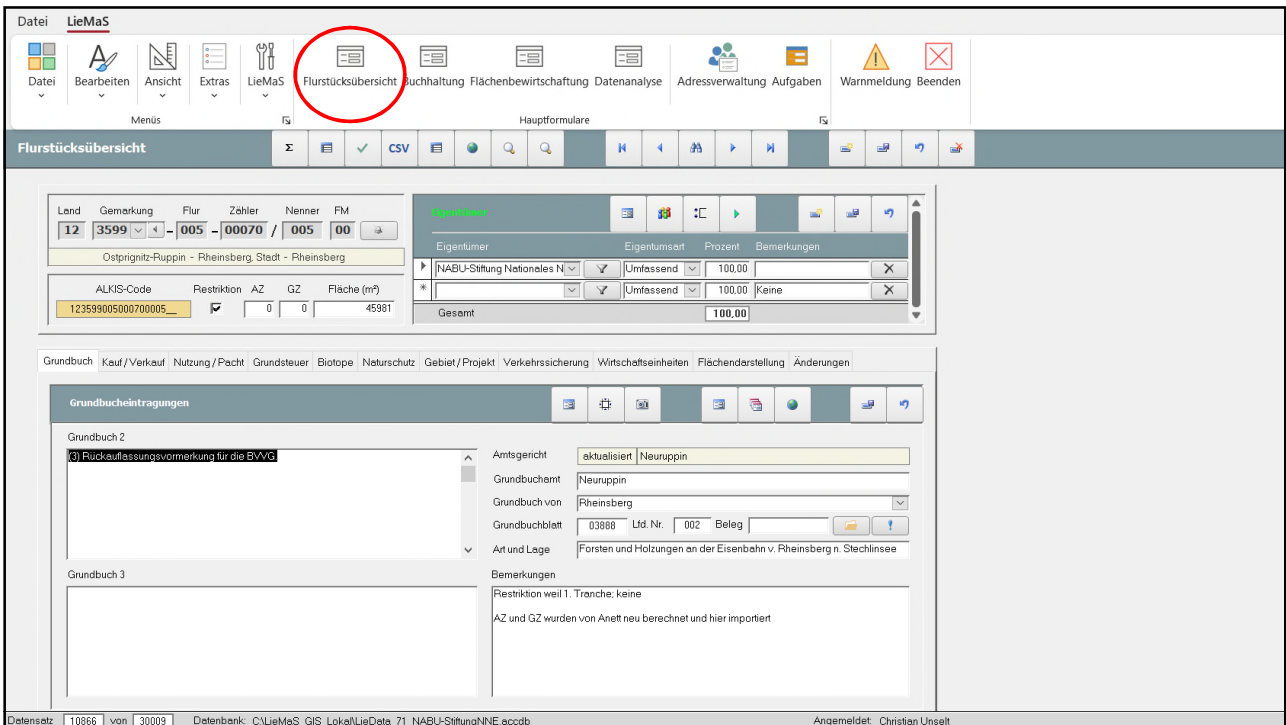 Datei LieMaS
Datei Bearbeiten Ansicht Extras LieMaS Flurstücksübersicht Buchhaltung Flächenbewirtschaftung Datenanalyse Adressverwaltung Aufgaben Warnmeldung Beenden
Menüs Hauptformulare
Flurstücksübersicht Σ CSV
Land Gemarkung Flur Zähler Nenner FM
12 3599 - 005 - 00070 / 005 00
Ostprignitz-Ruppin - Rheinsberg, Stadt - Rheinsberg
ALKIS-Code Restriktion AZ GZ Fläche (m²)
123599005000700005__ 0 0 45981
Eigentümer Eigentumsart Prozent Bemerkungen
NABU-Stiftung Nationales N Umfassend 100,00
* Umfassend 100,00 Keine
Gesamt 100,00
Grundbuch Kauf/Verkauf Nutzung/Pacht Grundsteuer Biotope Naturschutz Gebiet/Projekt Verkehrssicherung Wirtschaftseinheiten Flächendarstellung Änderungen
Grundbucheintragungen
Grundbuch 2
(3) Rückauflassungsvormerkung für die BVVG.
Amtsgericht aktualisiert Neuruppin
Grundbuchamt Neuruppin
Grundbuch von Rheinsberg
Grundbuchblatt 03888 Lfd. Nr. 002 Beleg
Art und Lage Forsten und Holzungen an der Eisenbahn v. Rheinsberg n. Stechlinsee
Grundbuch 3
Bemerkungen
Restriktion weil 1. Tranche; keine
AZ und GZ wurden von Anett neu berechnet und hier importiert
Datensatz 10866 von 30009 Datenbank: C:\LieMaS_GIS_Lokal\LieData_71_NABU-StiftungNNE.accdb Angemeldet: Christian Unselt